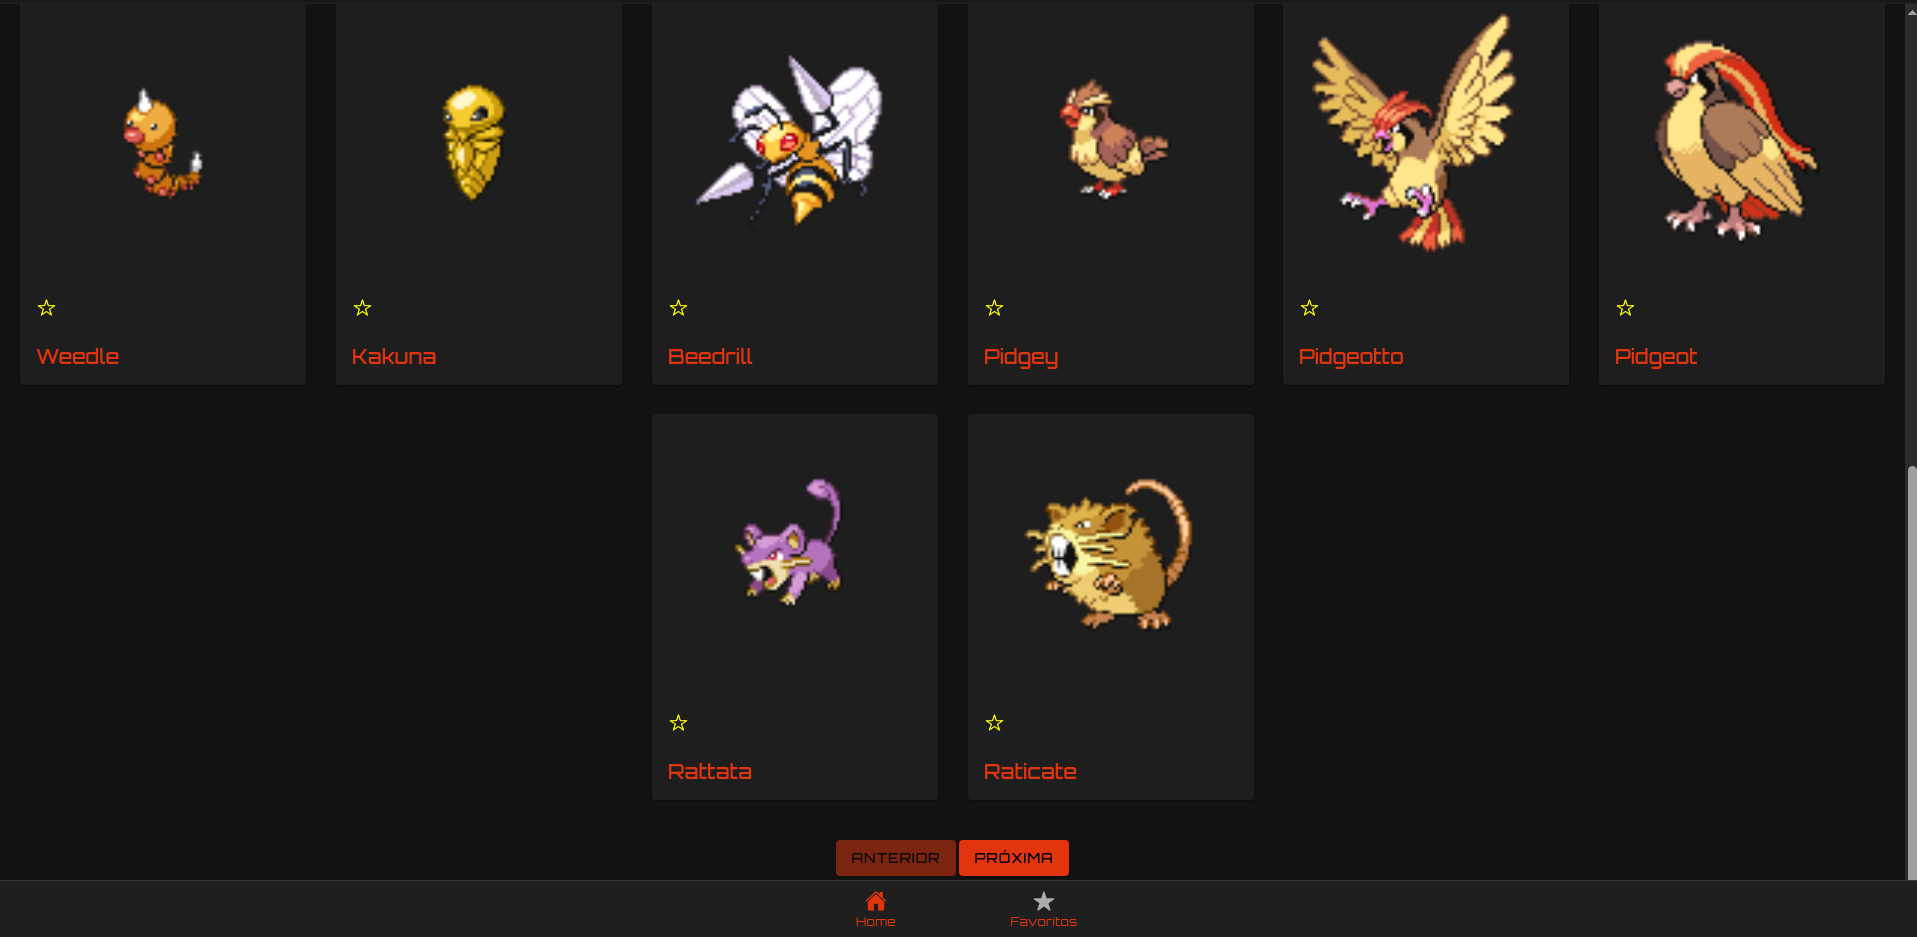 Weedle
Kakuna
Beedrill
Pidgey
Pidgeotto
Pidgeot
Rattata
Raticate
ANTERIOR
PRÓXIMA
Home
Favoritos